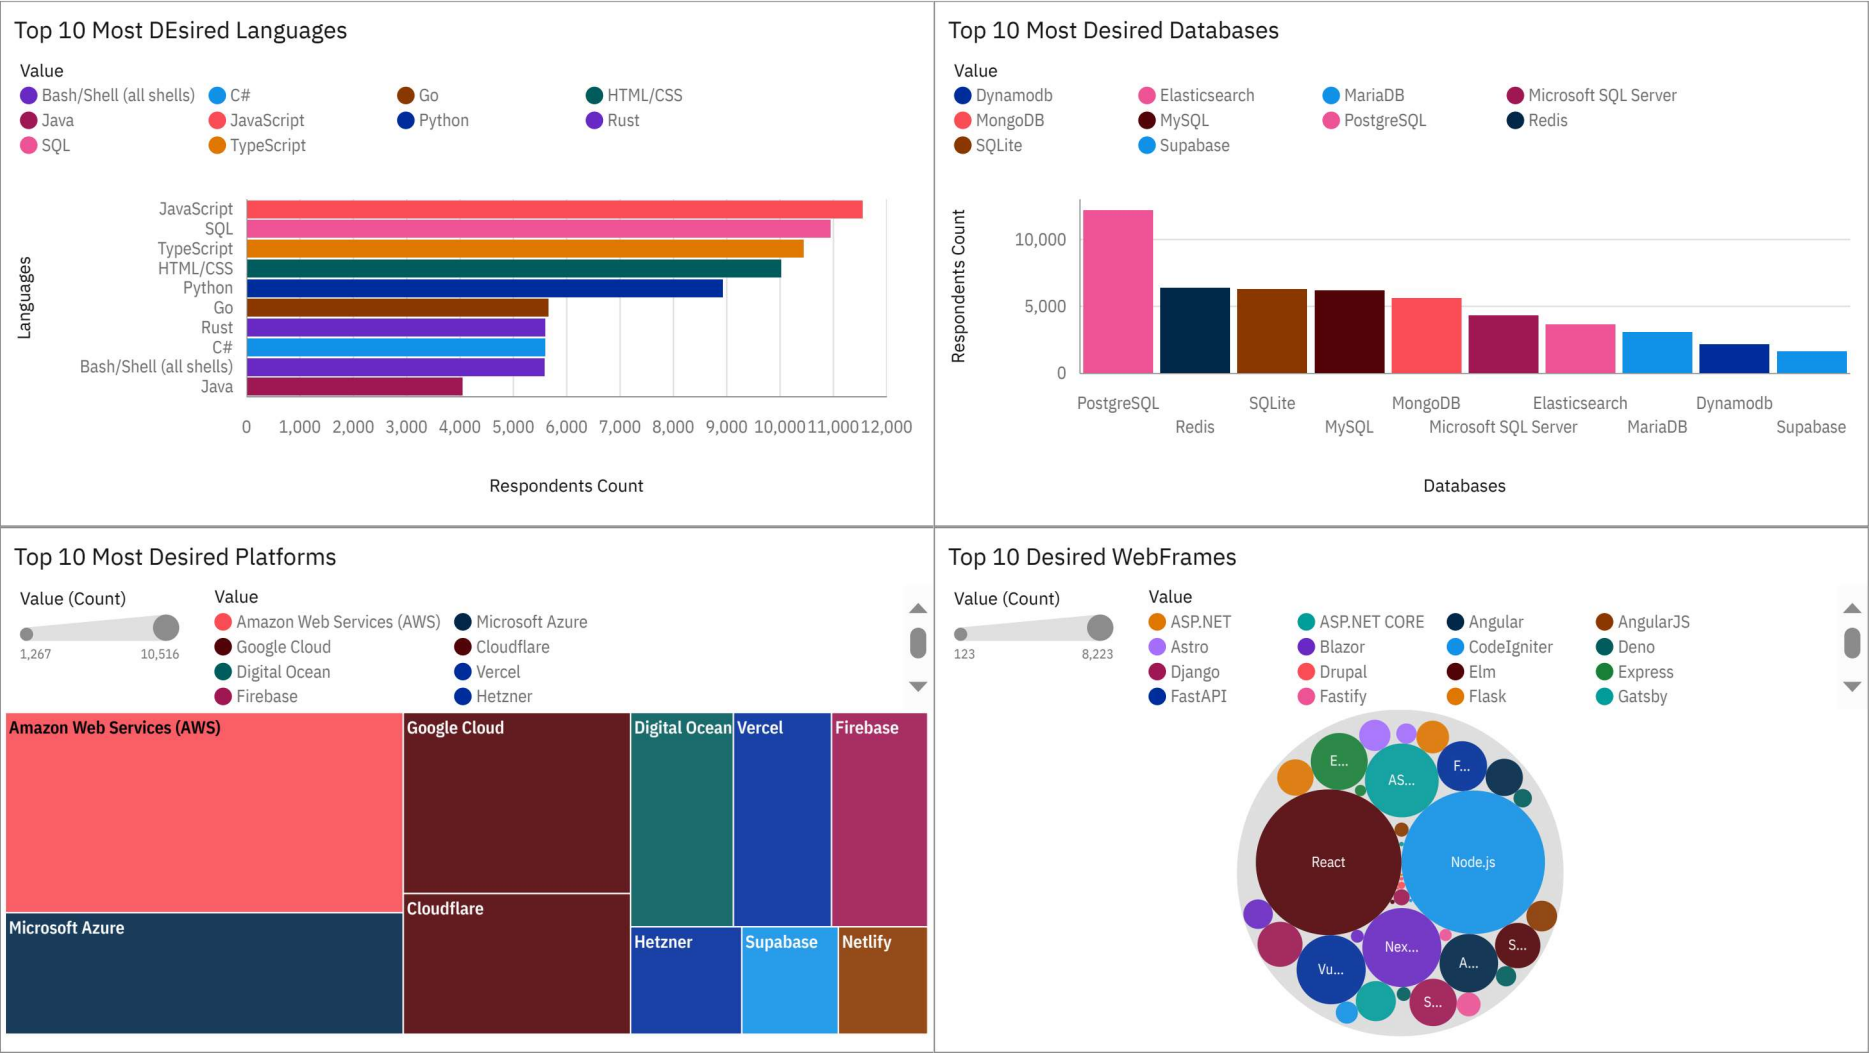 Top 10 Most DEsired Languages
Value
Bash/Shell (all shells) C# Go HTML/CSS
Java JavaScript Python Rust
SQL TypeScript
Languages
JavaScript
SQL
TypeScript
HTML/CSS
Python
Go
Rust
C#
Bash/Shell (all shells)
Java
0 1,000 2,000 3,000 4,000 5,000 6,000 7,000 8,000 9,000 10,000 11,000 12,000
Respondents Count
Top 10 Most Desired Databases
Value
Dynamodb Elasticsearch MariaDB Microsoft SQL Server
MongoDB MySQL PostgreSQL Redis
SQLite Supabase
Respondents Count
10,000
5,000
0
PostgreSQL SQLite MongoDB Elasticsearch Dynamodb
Redis MySQL Microsoft SQL Server MariaDB Supabase
Databases
Top 10 Most Desired Platforms
Value (Count)
1,267 10,516
Value
Amazon Web Services (AWS) Microsoft Azure
Google Cloud Cloudflare
Digital Ocean Vercel
Firebase Hetzner
Amazon Web Services (AWS) Google Cloud Digital Ocean Vercel Firebase
Cloudflare
Microsoft Azure
Hetzner Supabase Netlify
Top 10 Desired WebFrames
Value (Count)
123 8,223
Value
ASP.NET ASP.NET CORE Angular AngularJS
Astro Blazor CodeIgniter Deno
Django Drupal Elm Express
FastAPI Fastify Flask Gatsby
E...
F...
AS...
React Node.js
S...
Nex...
A...
Vu...
S...